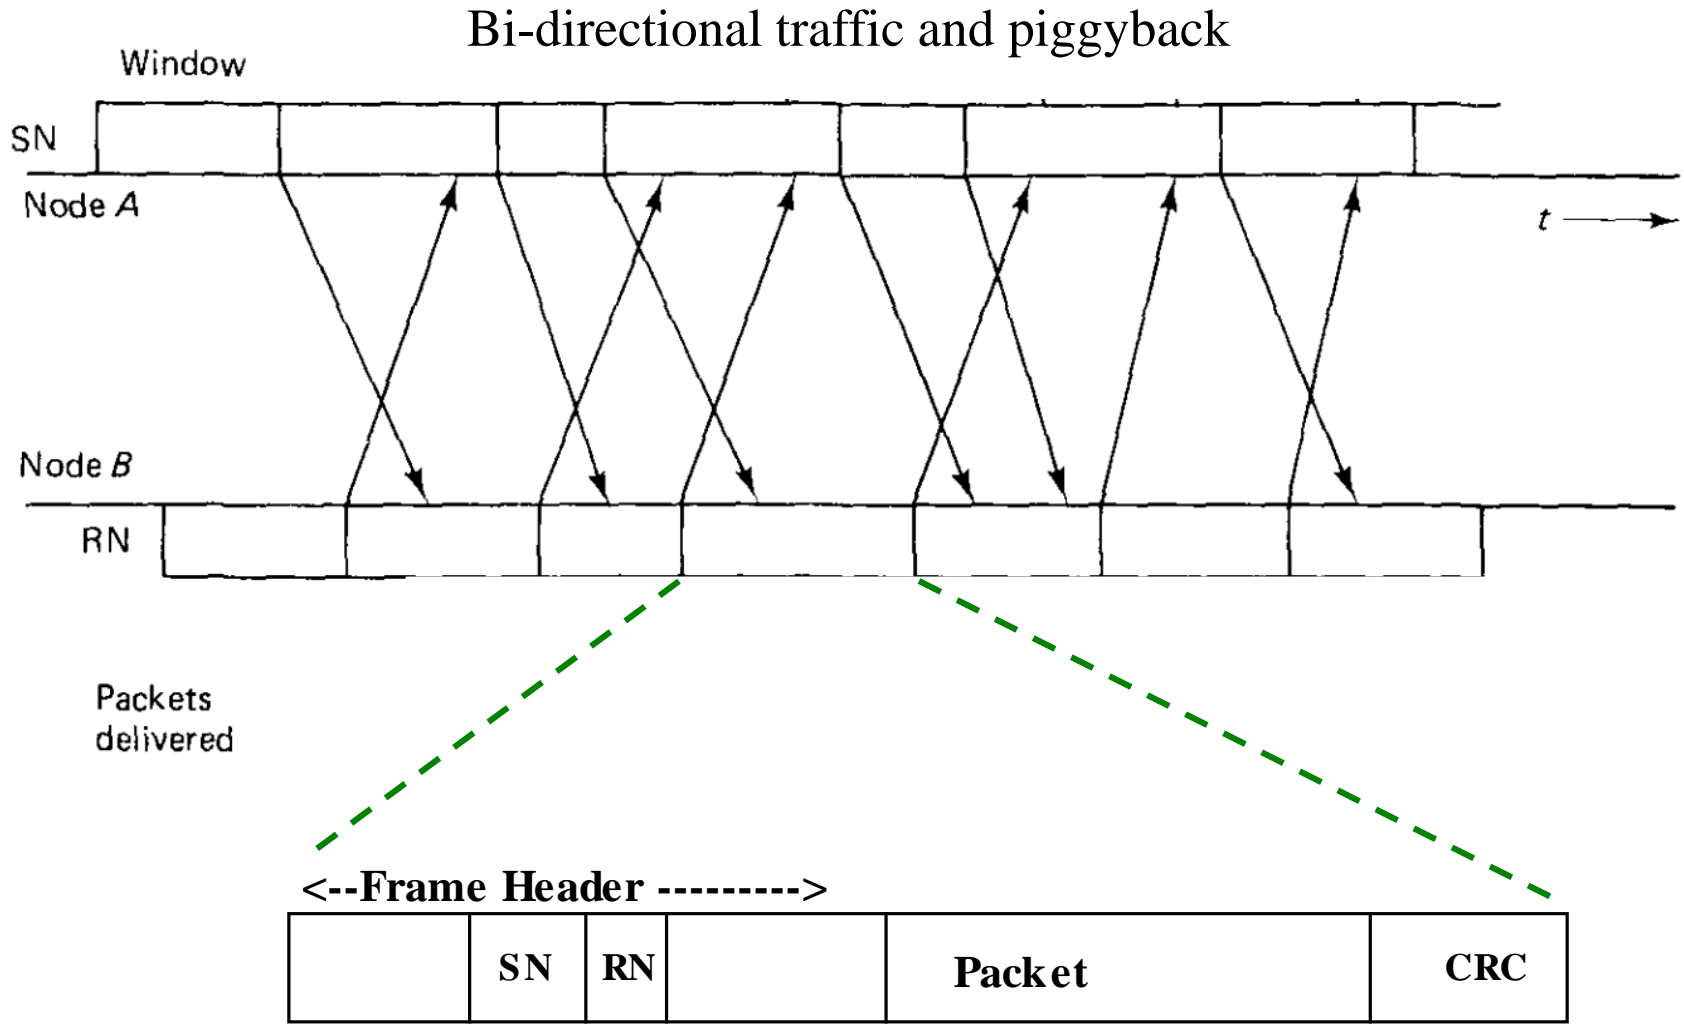 Bi-directional traffic and piggyback
Window
SN
Node A
t
Node B
RN
Packets
delivered
<--Frame Header --------->
SN RN Packet CRC